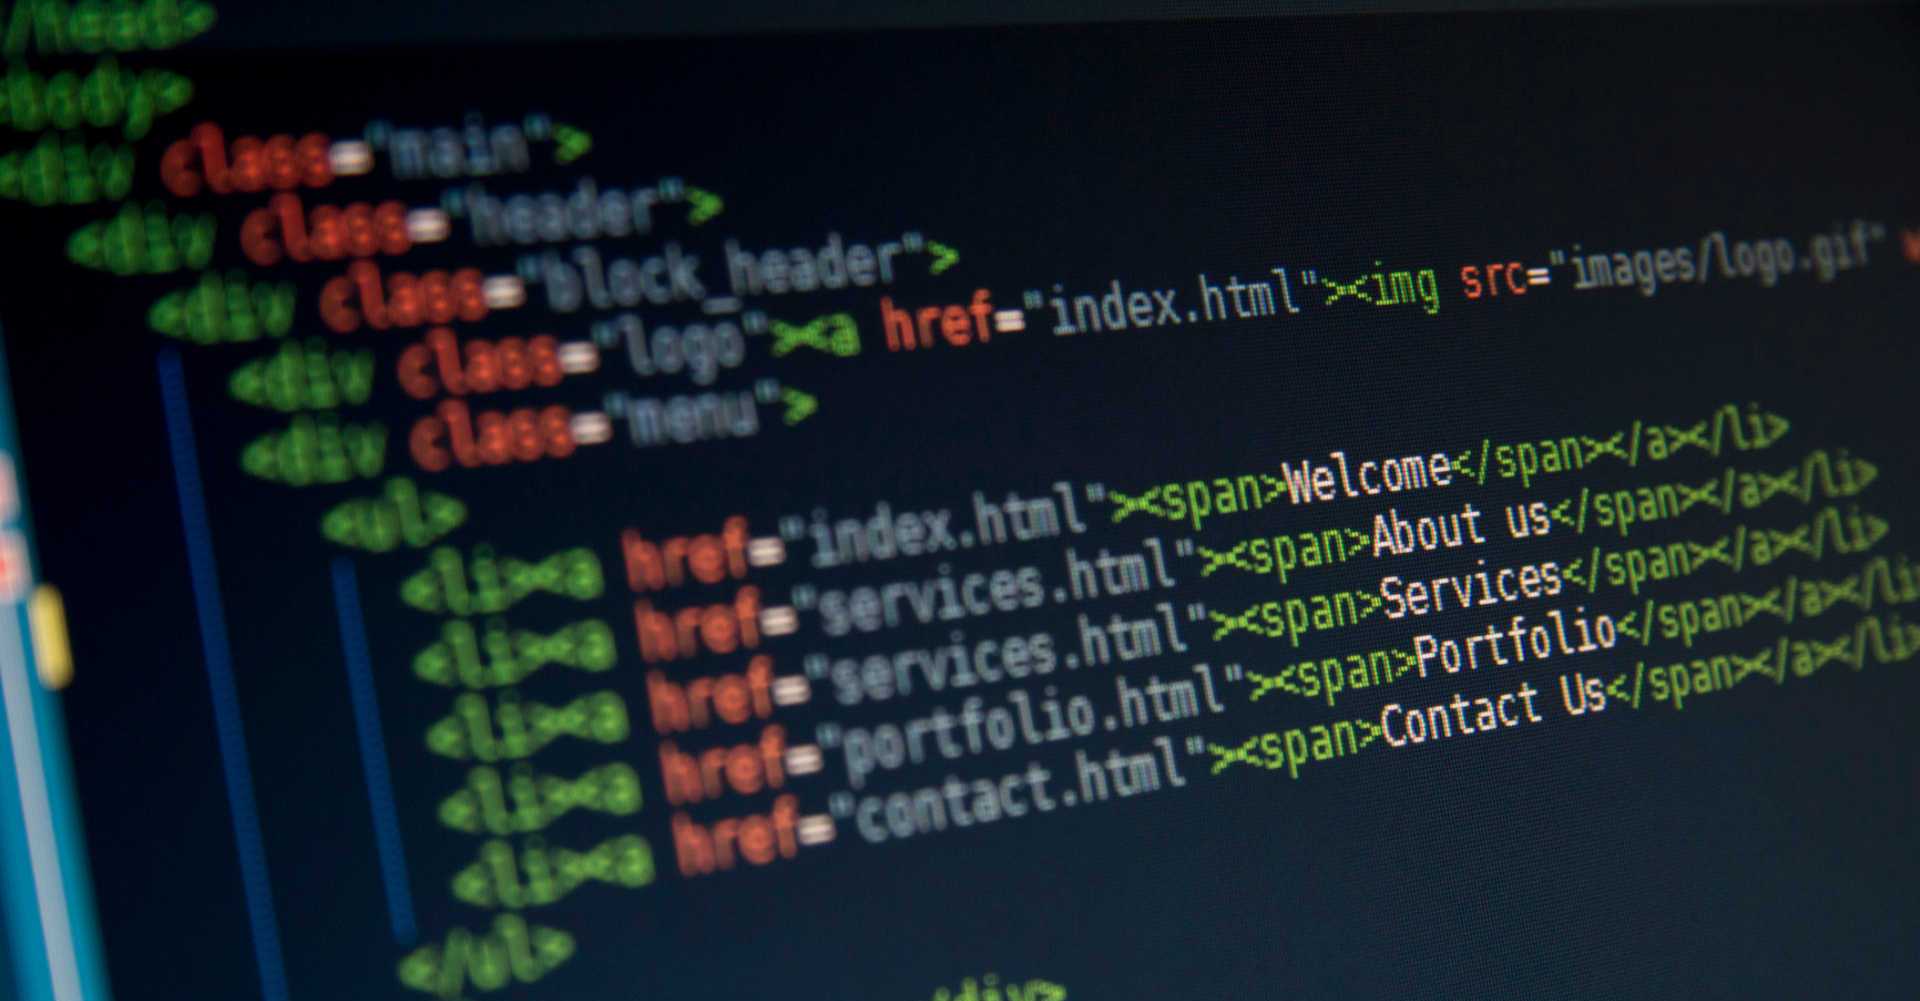 /head>
<body>
<div class="main">
<div class="header">
<div class="block_header">
<div class="logo"><a href="index.html"><img src="images/logo.gif"
<div class="menu">
<ul>
<li><a href="index.html"><span>Welcome</span></a></li>
<li><a href="services.html"><span>About us</span></a></li>
<li><a href="services.html"><span>Services</span></a></li>
<li><a href="portfolio.html"><span>Portfolio</span></a></li
<li><a href="contact.html"><span>Contact Us</span></a></li>
</ul>
div>